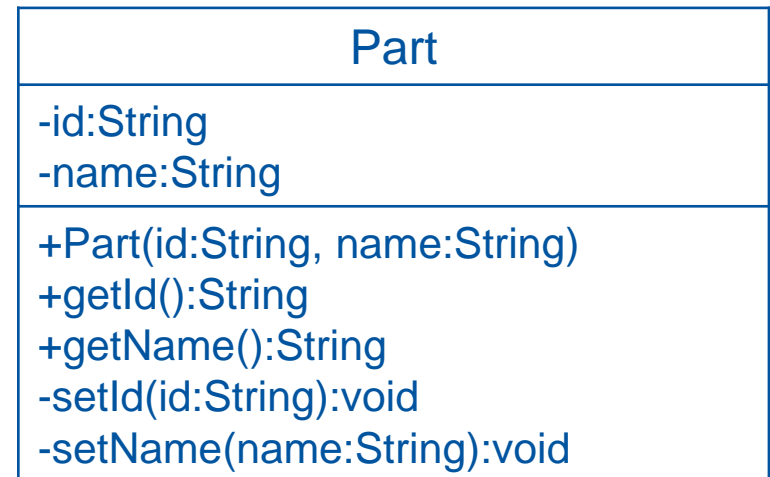 Part
-id:String
-name:String
+Part(id:String, name:String)
+getId():String
+getName():String
-setId(id:String):void
-setName(name:String):void